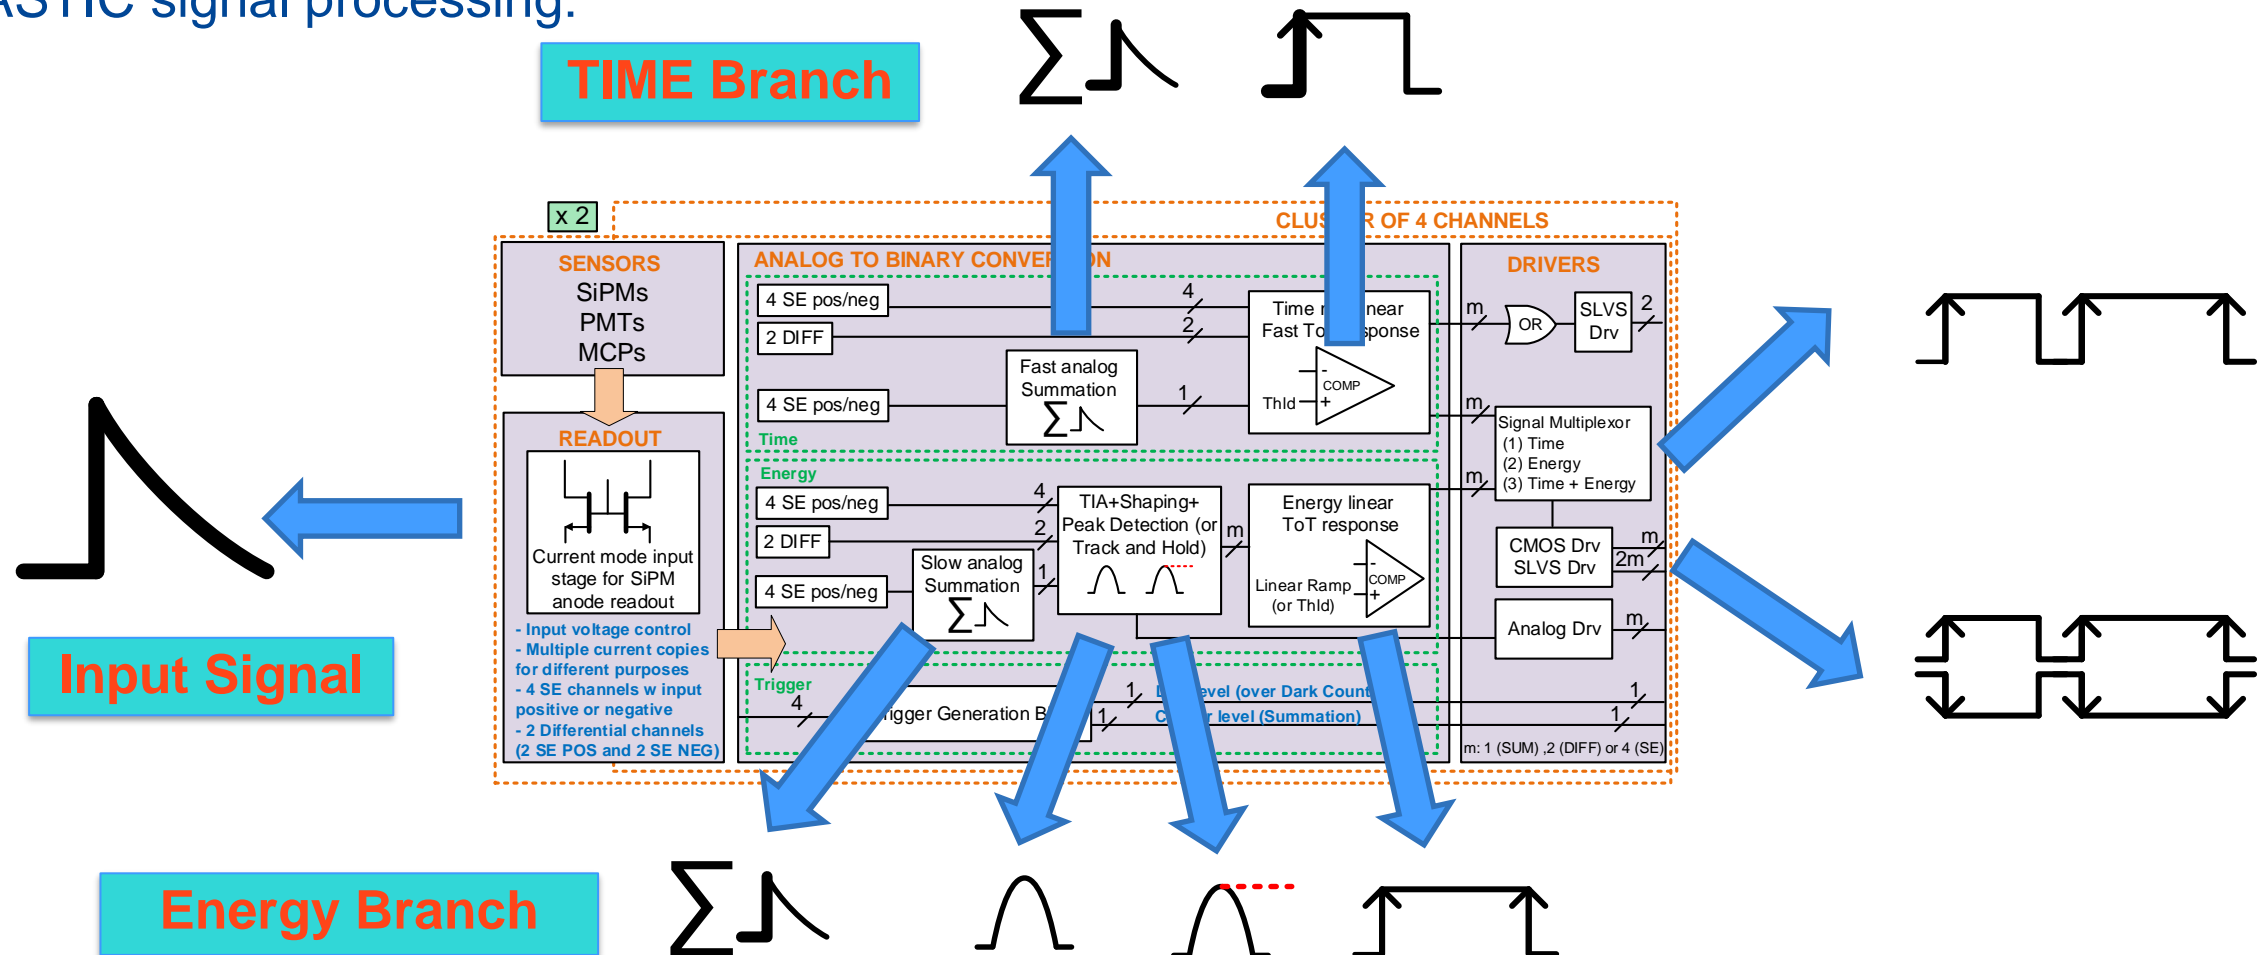 ASTIC signal processing:
TIME Branch
x 2
CLUS R OF 4 CHANNELS
SENSORS
SiPMs
PMTs
MCPs
READOUT
Current mode input
stage for SiPM
anode readout
- Input voltage control
- Multiple current copies
for different purposes
- 4 SE channels w input
positive or negative
- 2 Differential channels
(2 SE POS and 2 SE NEG)
ANALOG TO BINARY CONVE ON
4 SE pos/neg
4
2 DIFF
2
4 SE pos/neg
Fast analog
Summation
∑
1
Time n near
Fast To sponse
-
COMP
Thld
+
Time
Energy
4 SE pos/neg
4
2 DIFF
2
4 SE pos/neg
Slow analog
Summation
∑
1
TIA+Shaping+
Peak Detection (or
Track and Hold)
m
Energy linear
ToT response
-
COMP
Linear Ramp
+
(or Thld)
Trigger
4
igger Generation B
1
evel (over Dark Count
1
1
C r level (Summation)
1
DRIVERS
m
OR
SLVS
Drv
2
m
Signal Multiplexor
(1) Time
(2) Energy
(3) Time + Energy
m
CMOS Drv
SLVS Drv
m
2m
Analog Drv
m
m: 1 (SUM) ,2 (DIFF) or 4 (SE)
Input Signal
Energy Branch
∑
∑